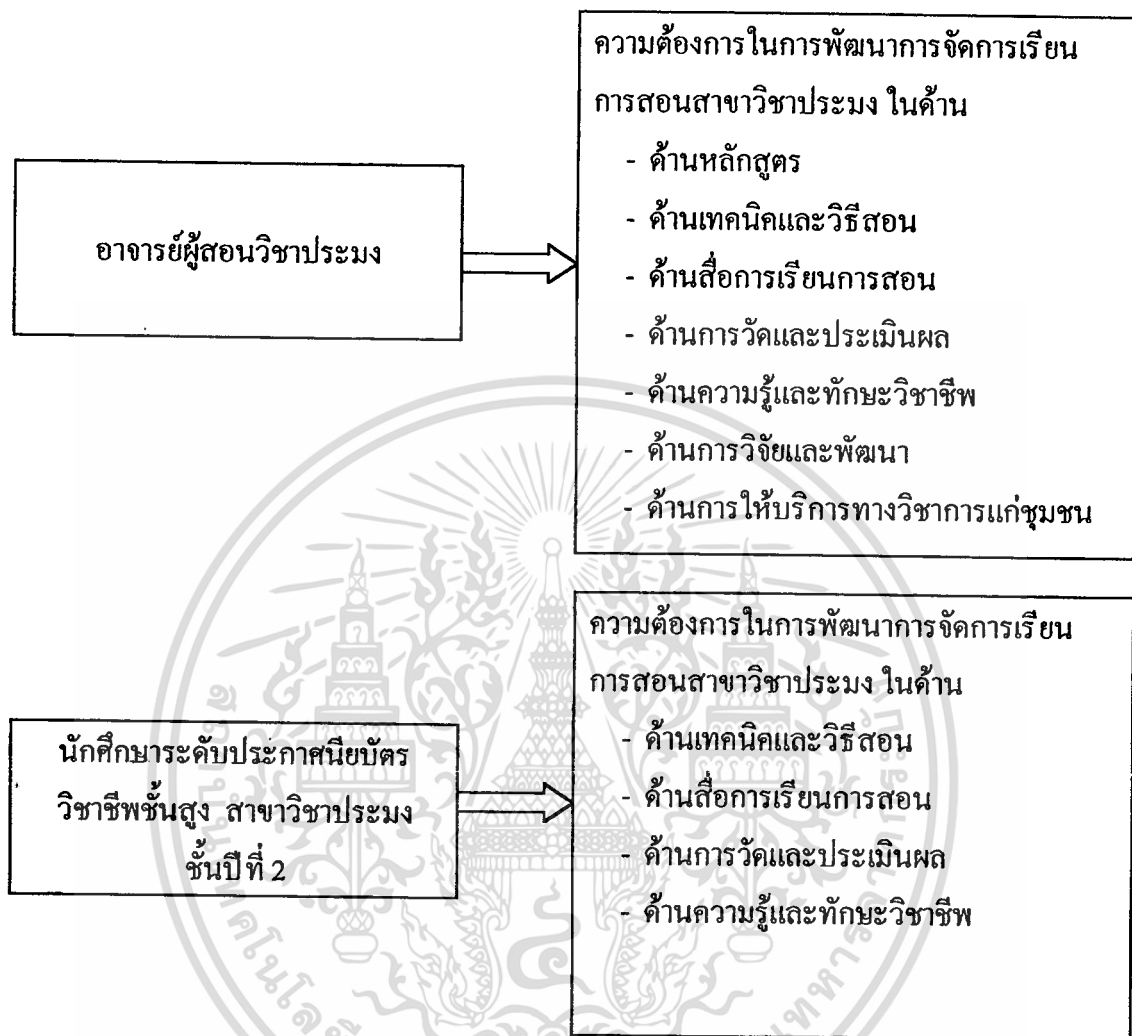 ความต้องการในการพัฒนาการจัดการเรียน
การสอนสาขาวิชาประมง ในด้าน
- ด้านหลักสูตร
- ด้านเทคนิคและวิธีสอน
- ด้านสื่อการเรียนการสอน
- ด้านการวัดและประเมินผล
- ด้านความรู้และทักษะวิชาชีพ
- ด้านการวิจัยและพัฒนา
- ด้านการให้บริการทางวิชาการแก่ชุมชน
อาจารย์ผู้สอนวิชาประมง
ความต้องการในการพัฒนาการจัดการเรียน
การสอนสาขาวิชาประมง ในด้าน
- ด้านเทคนิคและวิธีสอน
- ด้านสื่อการเรียนการสอน
- ด้านการวัดและประเมินผล
- ด้านความรู้และทักษะวิชาชีพ
นักศึกษาระดับประกาศนียบัตร
วิชาชีพชั้นสูง สาขาวิชาประมง
ชั้นปีที่ 2